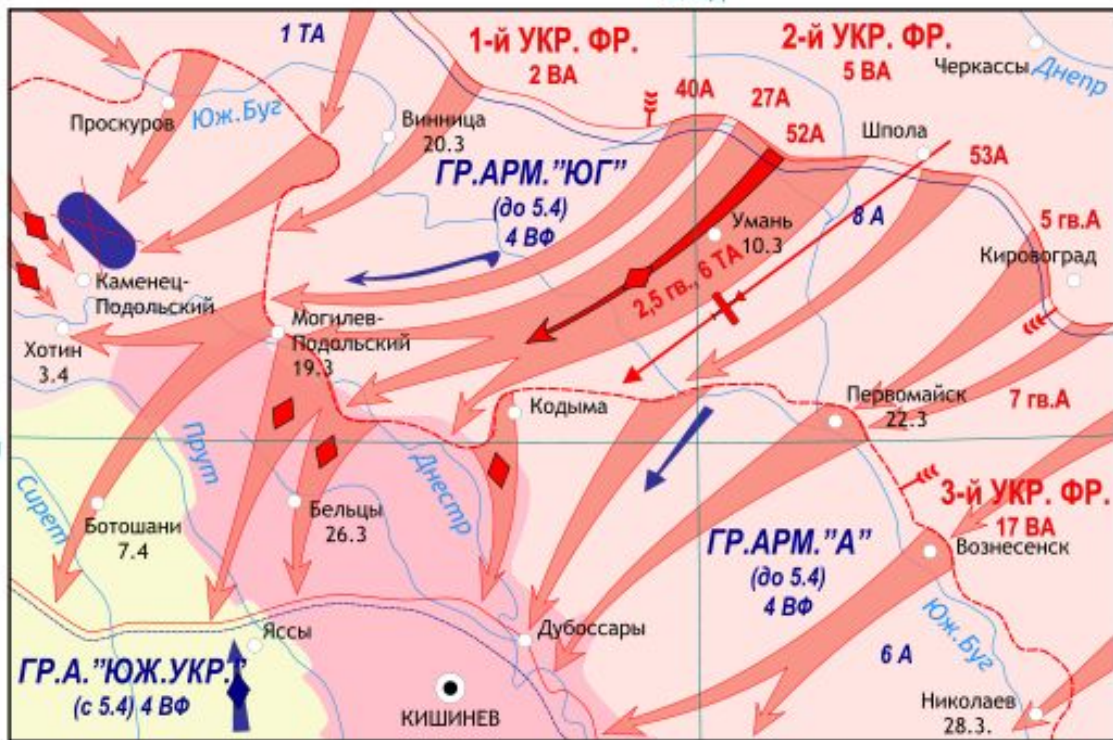 1 ТА
1-й УКР. ФР.
2 ВА
2-й УКР. ФР.
5 ВА
Черкассы
Днепр
Проскуров
Юж.Буг
Винница
20.3
40А
27А
52А
Шпола
53А
ГР.АРМ."ЮГ"
(до 5.4)
4 ВФ
Умань
10.3
8 А
5 гв.А
Кировоград
Каменец-
Подольский
2,5 гв., 6 ТА
Хотин
3.4
Могилев-
Подольский
19.3
Кодыма
Первомайск
22.3
7 гв.А
Прут
Сирет
Днестр
Ботошани
7.4
Бельцы
26.3
3-й УКР. ФР.
17 ВА
ГР.АРМ."А"
(до 5.4)
4 ВФ
Вознесенск
Яссы
Дубоссары
Юж.Буг
6 А
ГР.А."ЮЖ.УКР."
(с 5.4) 4 ВФ
КИШИНЕВ
Николаев
28.3.